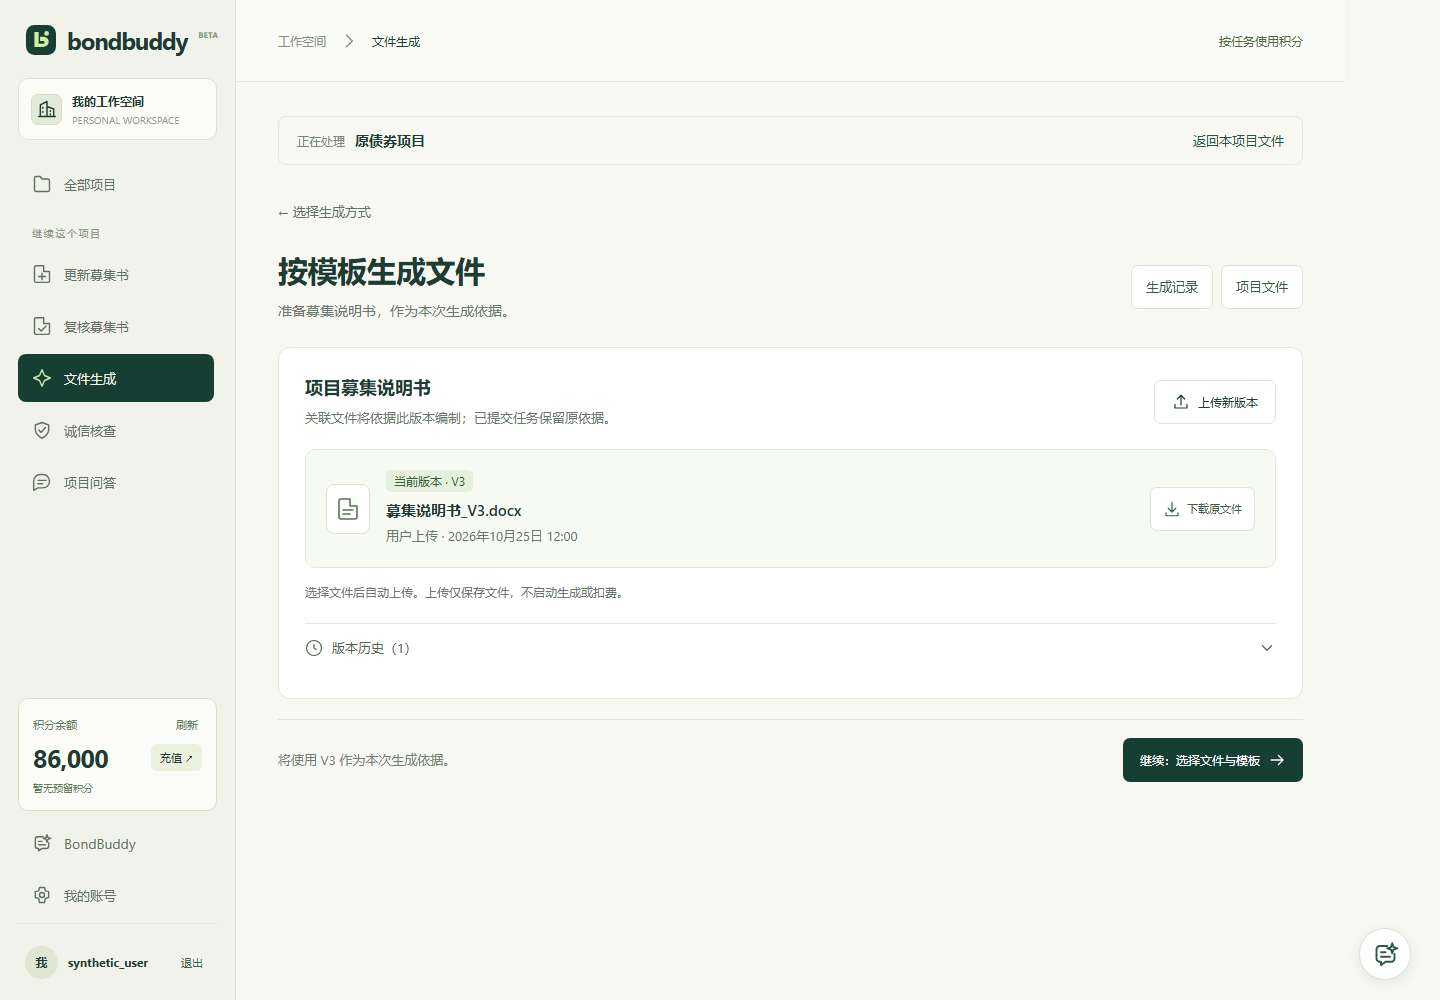 bondbuddy BETA
我的工作空间
PERSONAL WORKSPACE
全部项目
继续这个项目
更新募集书
复核募集书
文件生成
诚信核查
项目问答
积分余额 刷新
86,000 充值 ↗
暂无预留积分
BondBuddy
我的账号
我 synthetic_user 退出
工作空间 文件生成 按任务使用积分
正在处理 原债券项目 返回本项目文件
← 选择生成方式
按模板生成文件
准备募集说明书，作为本次生成依据。
生成记录 项目文件
项目募集说明书
关联文件将依据此版本编制；已提交任务保留原依据。
上传新版本
当前版本 · V3
募集说明书_V3.docx
用户上传 · 2026年10月25日 12:00
下载原文件
选择文件后自动上传。上传仅保存文件，不启动生成或扣费。
版本历史（1）
将使用 V3 作为本次生成依据。
继续：选择文件与模板 →